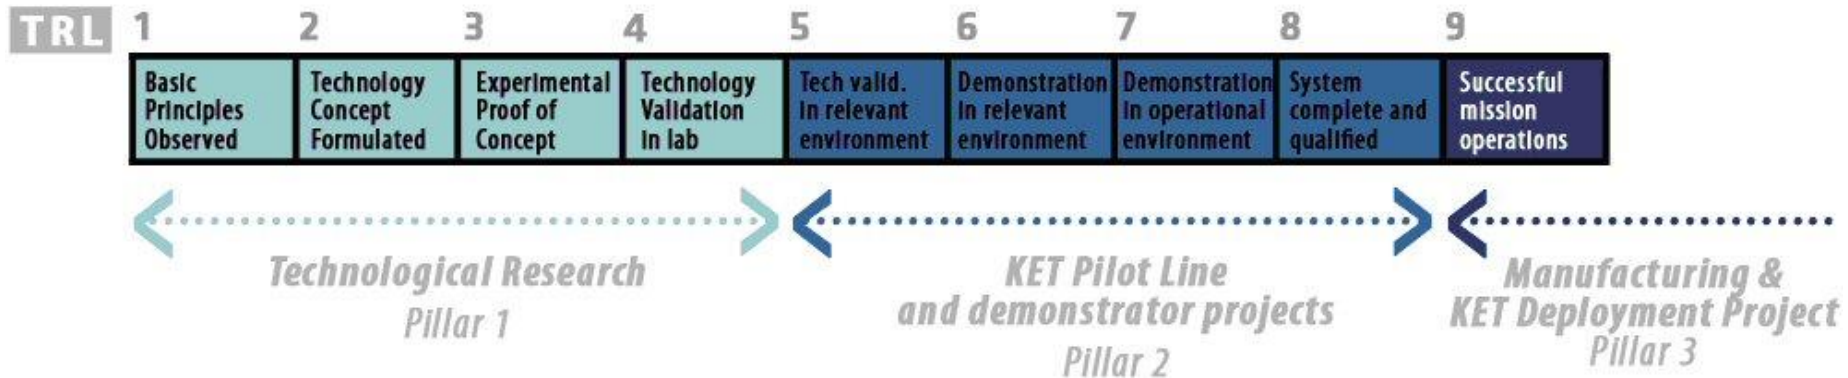 TRL 1 2 3 4 5 6 7 8 9
Basic
Principles
Observed
Technology
Concept
Formulated
Experimental
Proof of
Concept
Technology
Validation
in lab
Tech valid.
in relevant
environment
Demonstration
in relevant
environment
Demonstration
in operational
environment
System
complete and
qualified
Successful
mission
operations
Technological Research
Pillar 1
KET Pilot Line
and demonstrator projects
Pillar 2
Manufacturing &
KET Deployment Project
Pillar 3